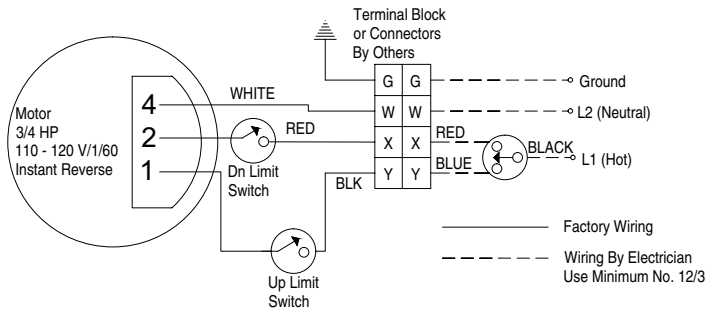 Terminal Block
or Connectors
By Others
G G
Ground
WHITE
W W
L2 (Neutral)
4
2
1
Motor
3/4 HP
110 - 120 V/1/60
Instant Reverse
RED
X X
RED
BLACK
L1 (Hot)
Dn Limit
Switch
BLK
Y Y
BLUE
Up Limit
Switch
Factory Wiring
Wiring By Electrician
Use Minimum No. 12/3